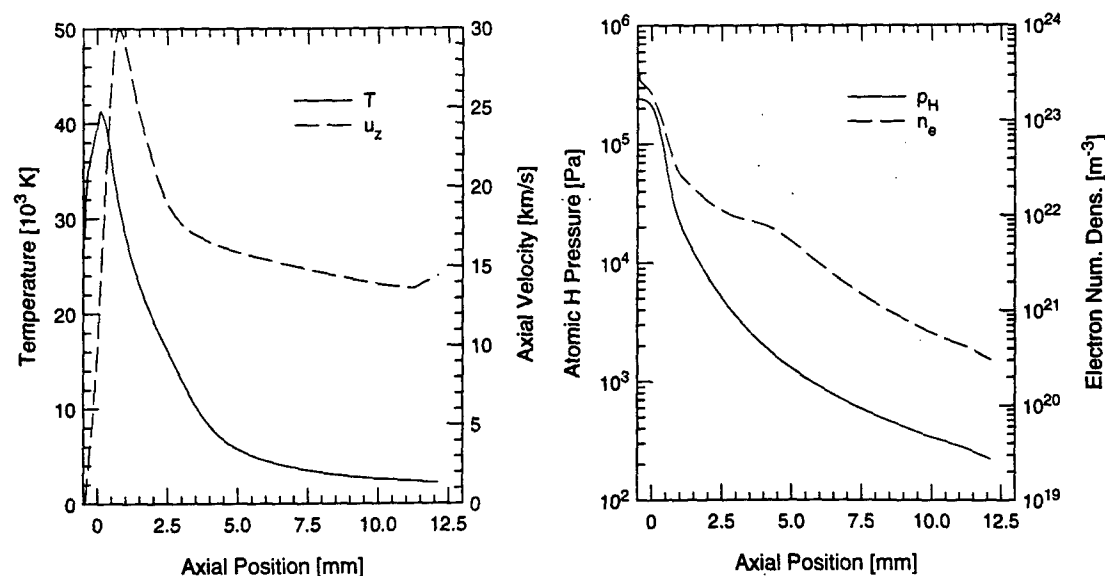 50
40
30
20
10
0
Temperature [10³ K]
T
u_z
30
25
20
15
10
5
0
Axial Velocity [km/s]
0 2.5 5.0 7.5 10.0 12.5
Axial Position [mm]
10⁶
10⁵
10⁴
10³
10²
Atomic H Pressure [Pa]
p_H
n_e
10²⁴
10²³
10²²
10²¹
10²⁰
10¹⁹
Electron Num. Dens. [m⁻³]
0 2.5 5.0 7.5 10.0 12.5
Axial Position [mm]